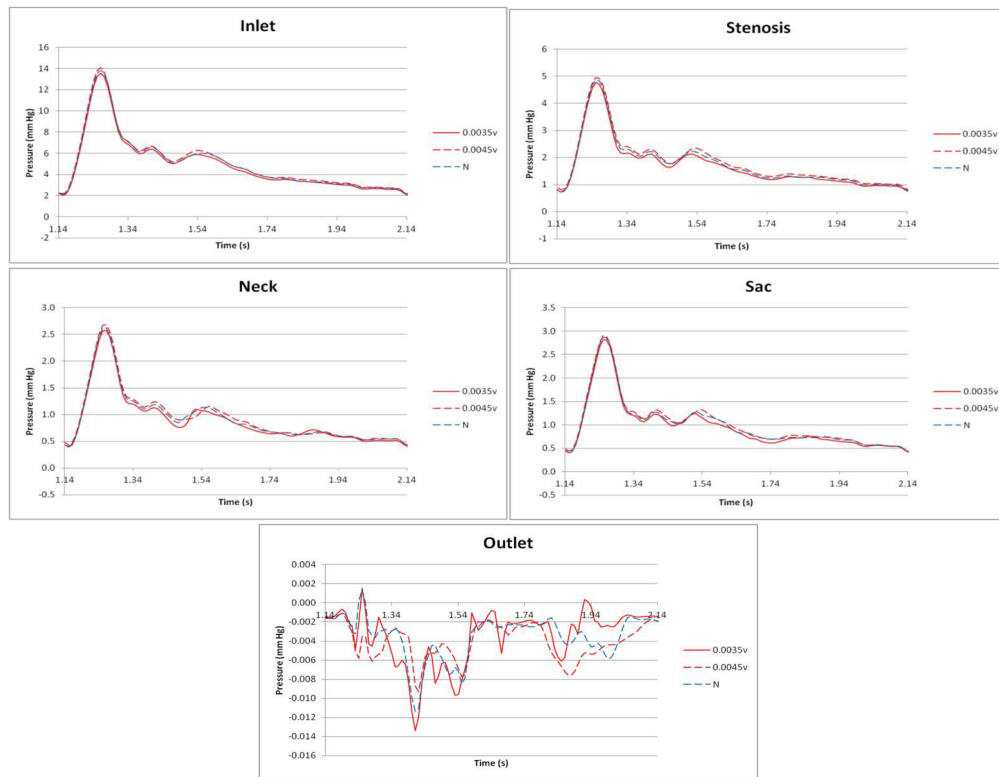 Inlet
Pressure (mm Hg)
16
14
12
10
8
6
4
2
0
-2
1.14 1.34 1.54 1.74 1.94 2.14
Time (s)
0.0035v
0.0045v
N
Stenosis
Pressure (mm Hg)
6
5
4
3
2
1
0
-1
1.14 1.34 1.54 1.74 1.94 2.14
Time (s)
0.0035v
0.0045v
N
Neck
Pressure (mm Hg)
3.0
2.5
2.0
1.5
1.0
0.5
0.0
-0.5
1.14 1.34 1.54 1.74 1.94 2.14
Time (s)
0.0035v
0.0045v
N
Sac
Pressure (mm Hg)
3.5
3.0
2.5
2.0
1.5
1.0
0.5
0.0
-0.5
1.14 1.34 1.54 1.74 1.94 2.14
Time (s)
0.0035v
0.0045v
N
Outlet
Pressure (mm Hg)
0.004
0.002
0.000
-0.002
-0.004
-0.006
-0.008
-0.010
-0.012
-0.014
-0.016
1.14 1.34 1.54 1.74 1.94 2.14
Time (s)
0.0035v
0.0045v
N